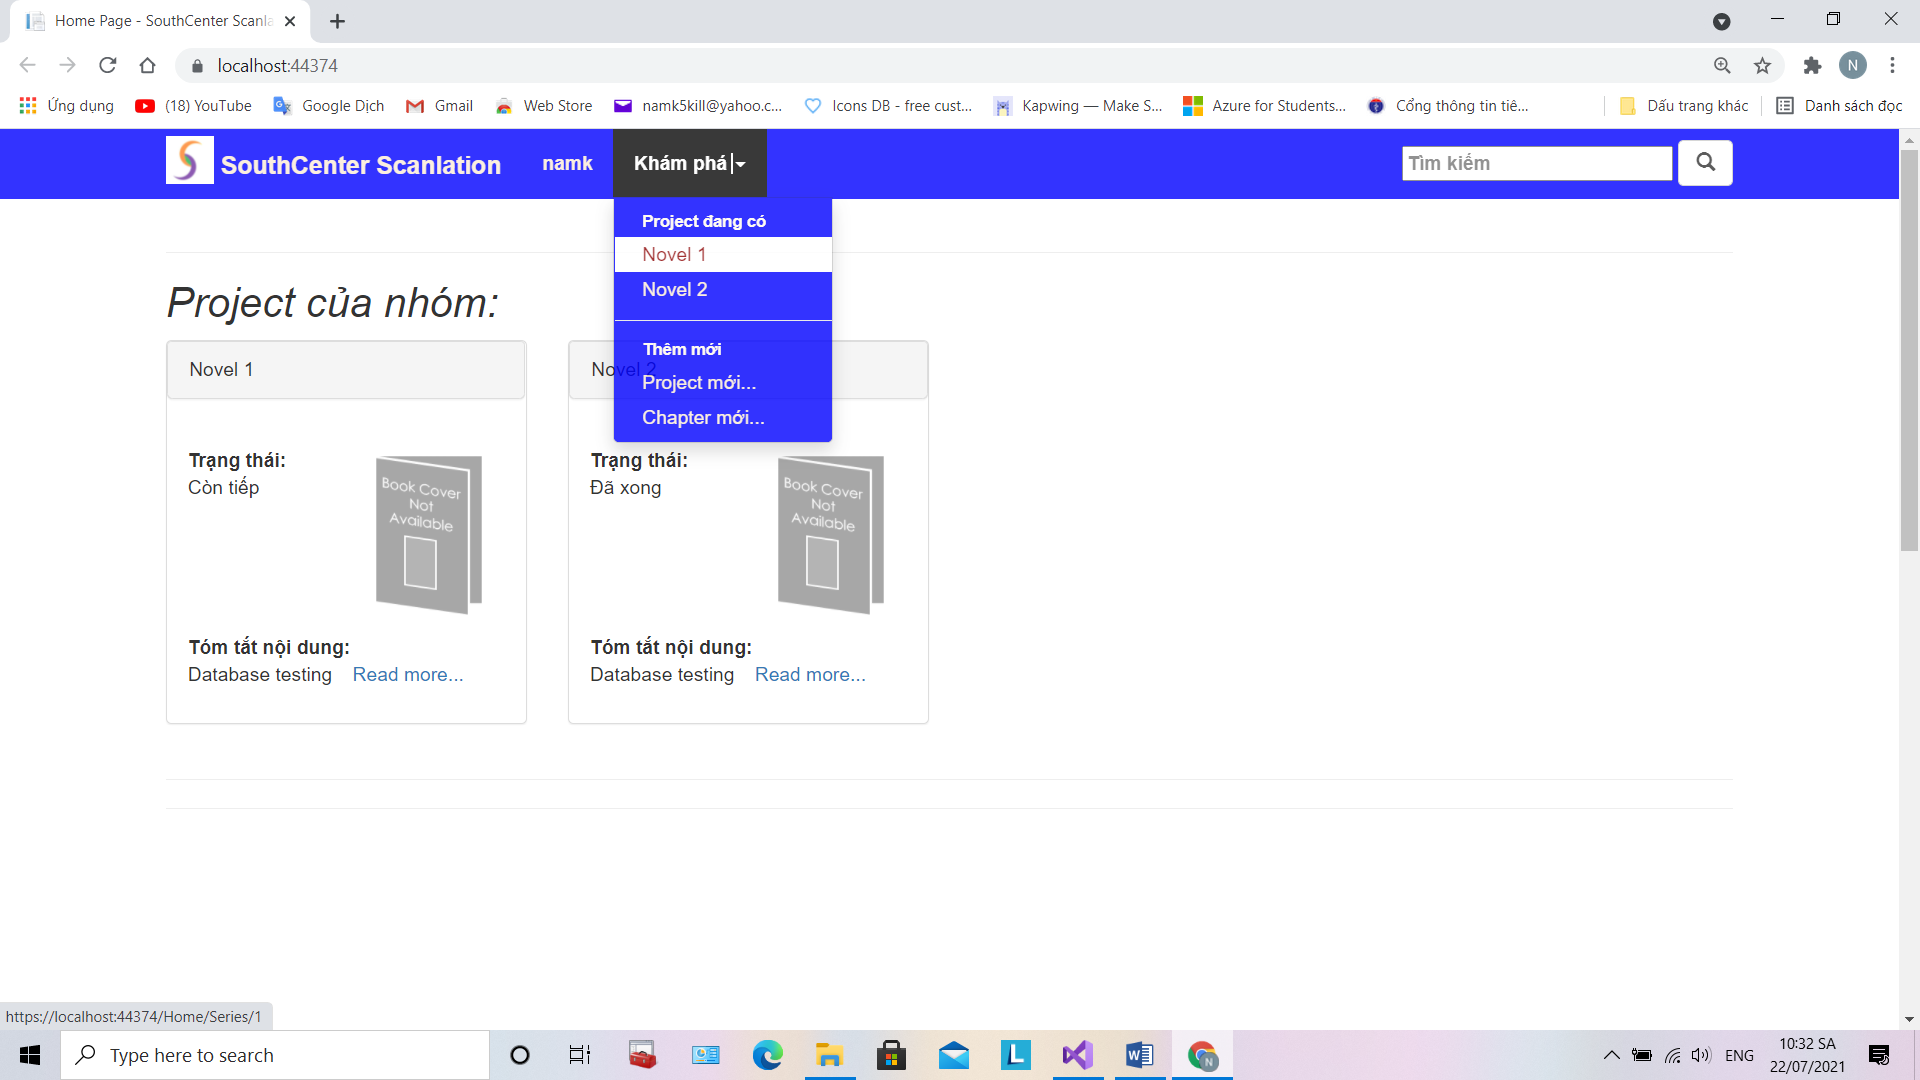 Home Page - SouthCenter Scanla
localhost:44374
N
Ứng dụng (18) YouTube Google Dịch Gmail Web Store namk5kill@yahoo.c... Icons DB - free cust... Kapwing — Make S... Azure for Students... Cổng thông tin tiê... Dấu trang khác Danh sách đọc
SouthCenter Scanlation namk Khám phá Tìm kiếm
Project đang có
Novel 1
Novel 2
Thêm mới
Project mới...
Chapter mới...
Project của nhóm:
Novel 1
Trạng thái:
Còn tiếp
Book Cover
Not
Available
Tóm tắt nội dung:
Database testing Read more...
Novel 2
Trạng thái:
Đã xong
Book Cover
Not
Available
Tóm tắt nội dung:
Database testing Read more...
https://localhost:44374/Home/Series/1
Type here to search
L
N
ENG
10:32 SA
22/07/2021